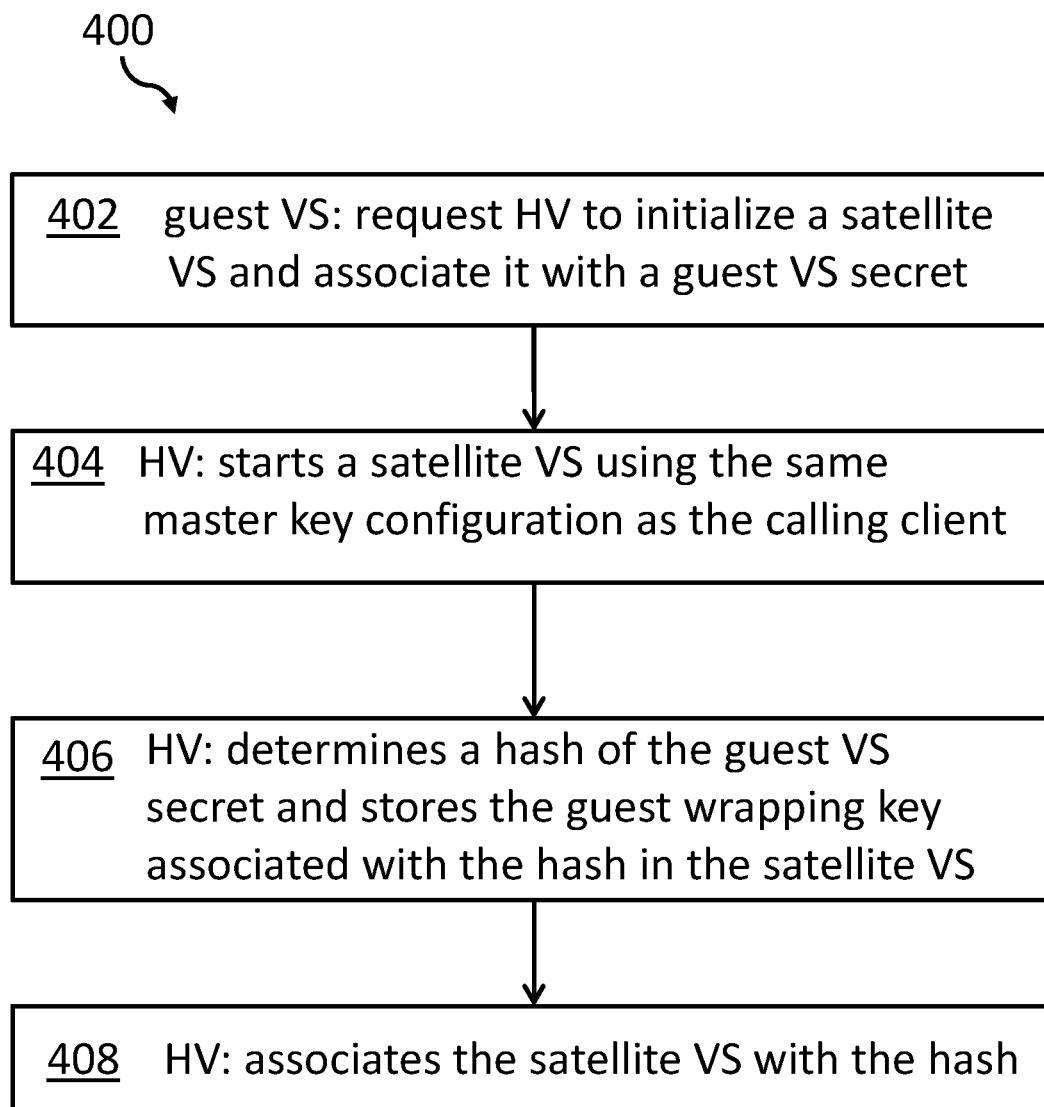 400
402 guest VS: request HV to initialize a satellite
VS and associate it with a guest VS secret
404 HV: starts a satellite VS using the same
master key configuration as the calling client
406 HV: determines a hash of the guest VS
secret and stores the guest wrapping key
associated with the hash in the satellite VS
408 HV: associates the satellite VS with the hash